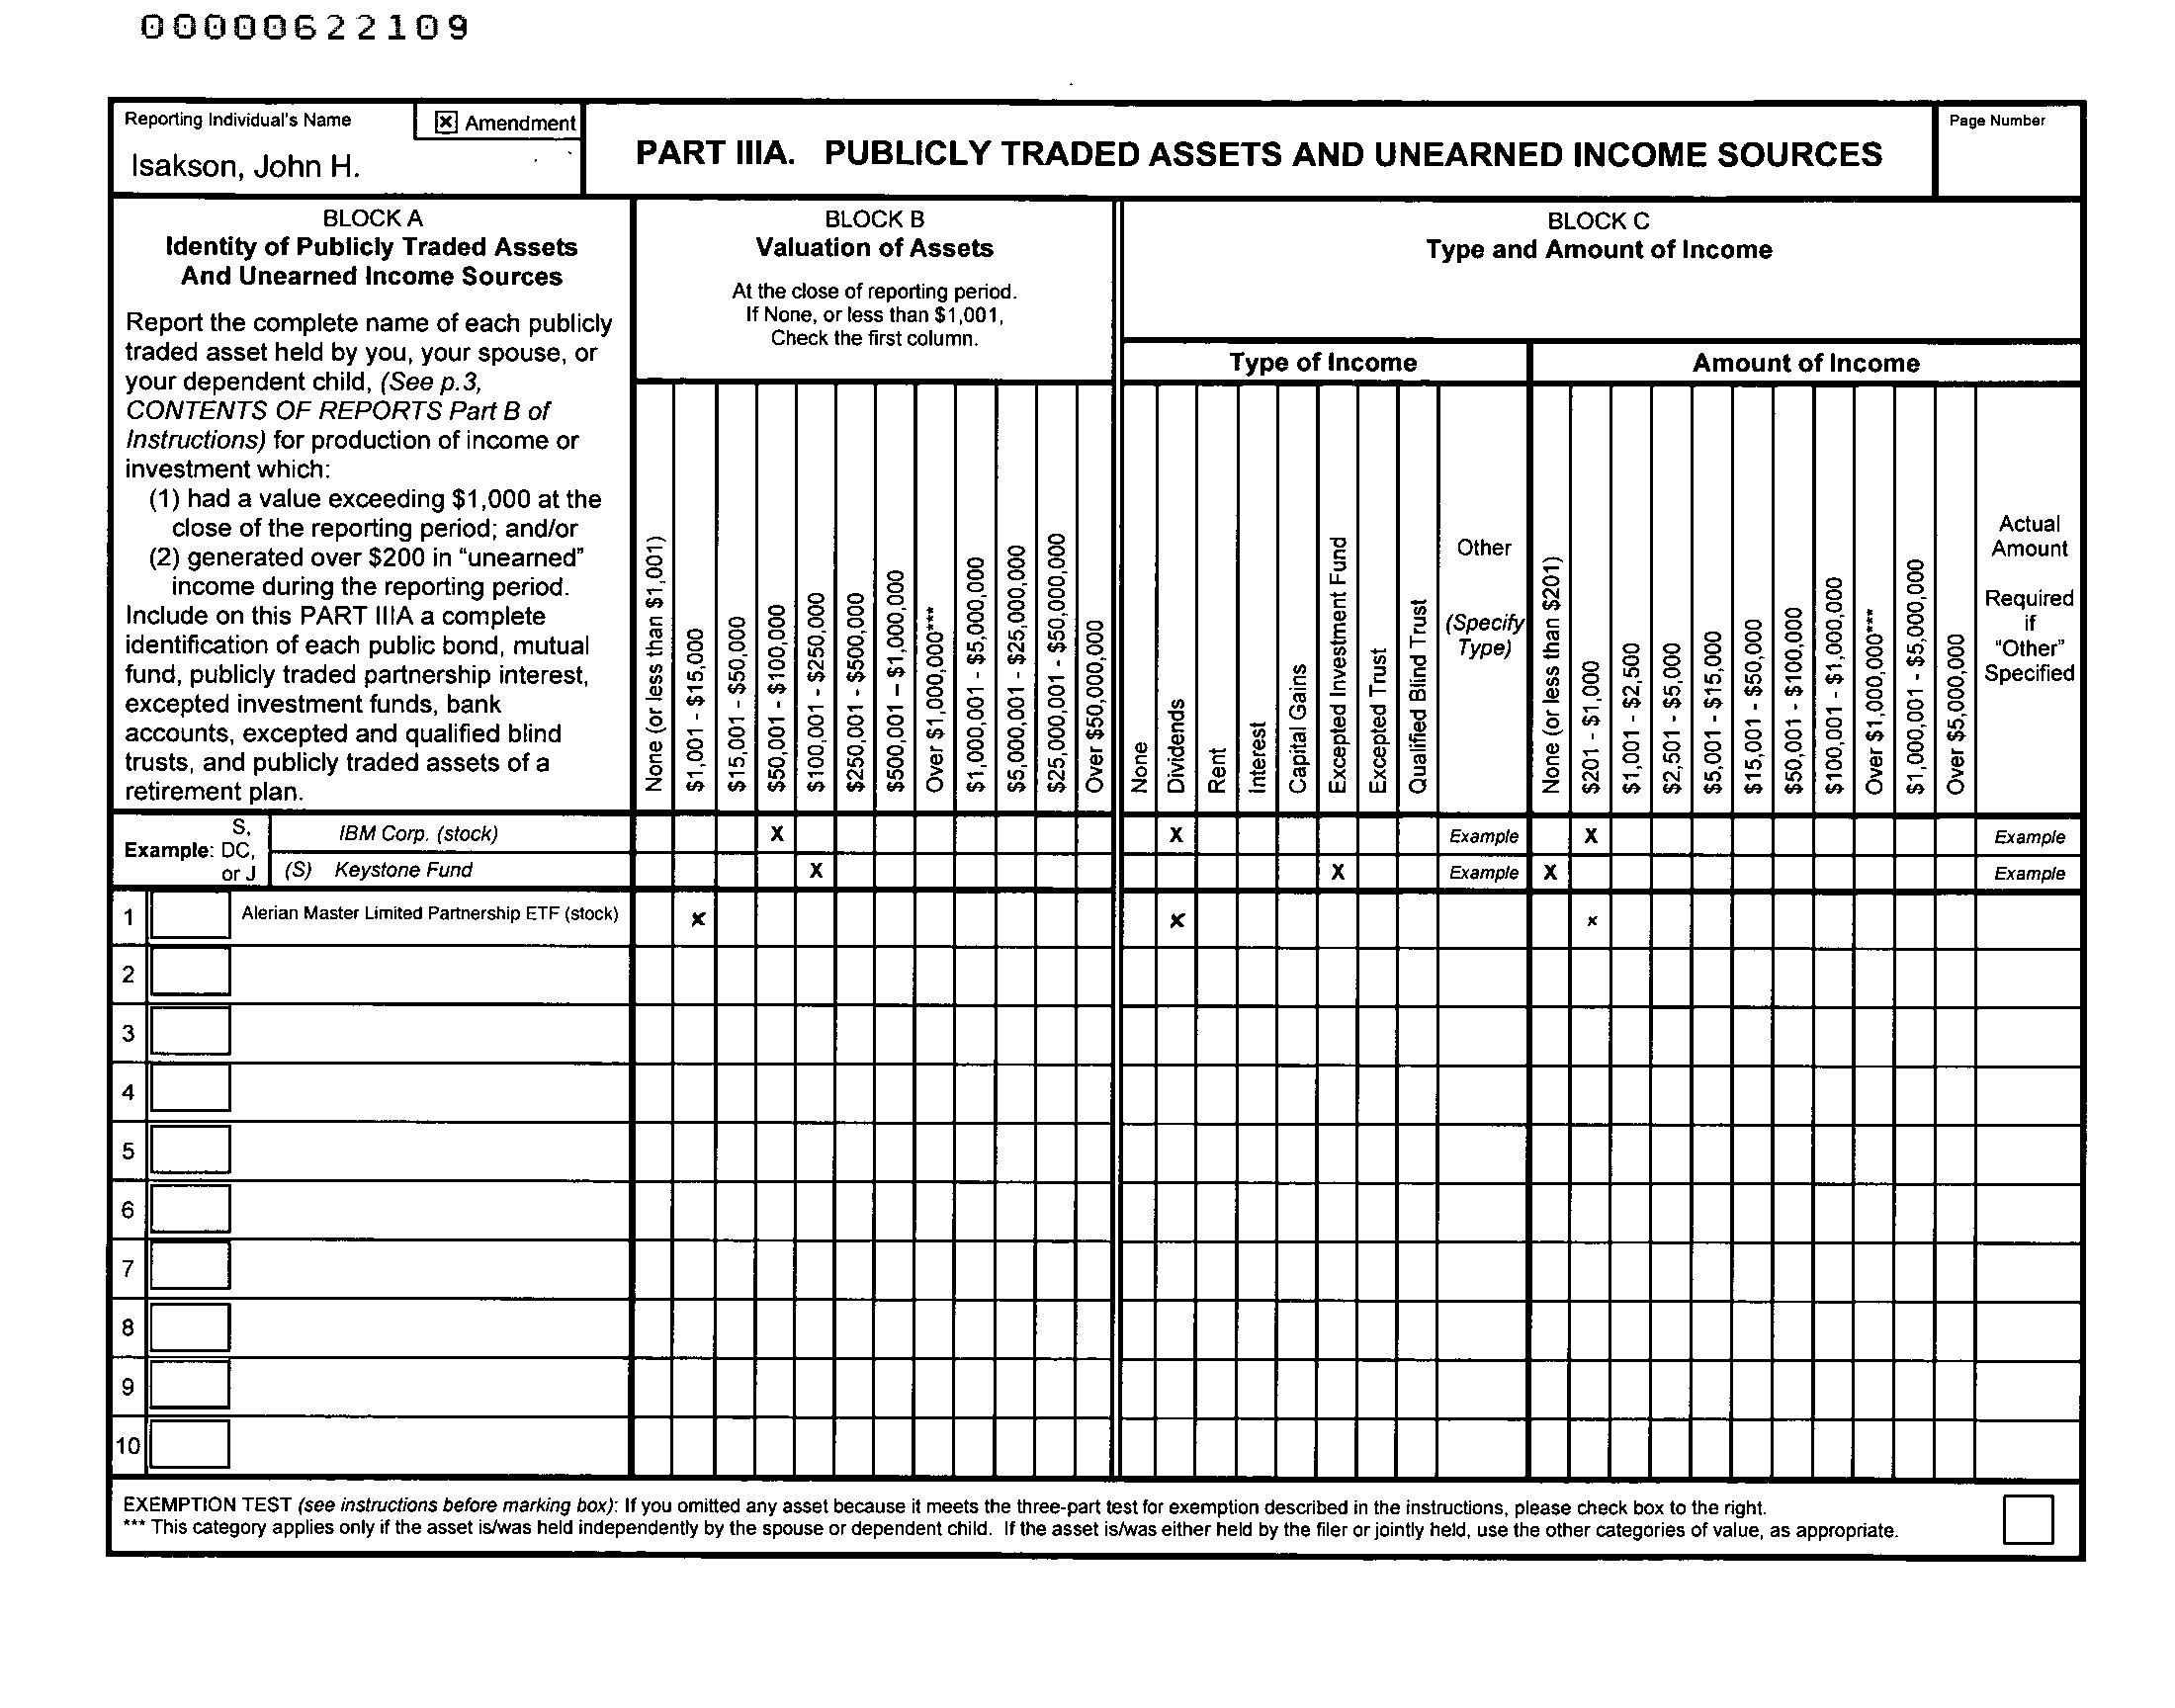 00000622109
Reporting Individual's Name
☒ Amendment
Isakson, John H.
PART IIIA. PUBLICLY TRADED ASSETS AND UNEARNED INCOME SOURCES
Page Number
BLOCK A
Identity of Publicly Traded Assets
And Unearned Income Sources
Report the complete name of each publicly
traded asset held by you, your spouse, or
your dependent child, (See p.3,
CONTENTS OF REPORTS Part B of
Instructions) for production of income or
investment which:
(1) had a value exceeding $1,000 at the
close of the reporting period; and/or
(2) generated over $200 in “unearned”
income during the reporting period.
Include on this PART IIIA a complete
identification of each public bond, mutual
fund, publicly traded partnership interest,
excepted investment funds, bank
accounts, excepted and qualified blind
trusts, and publicly traded assets of a
retirement plan.
BLOCK B
Valuation of Assets
At the close of reporting period.
If None, or less than $1,001,
Check the first column.
None (or less than $1,001)
$1,001 - $15,000
$15,001 - $50,000
$50,001 - $100,000
$100,001 - $250,000
$250,001 - $500,000
$500,001 – $1,000,000
Over $1,000,000***
$1,000,001 - $5,000,000
$5,000,001 - $25,000,000
$25,000,001 - $50,000,000
Over $50,000,000
BLOCK C
Type and Amount of Income
Type of Income
None
Dividends
Rent
Interest
Capital Gains
Excepted Investment Fund
Excepted Trust
Qualified Blind Trust
Other
(Specify
Type)
Amount of Income
None (or less than $201)
$201 - $1,000
$1,001 - $2,500
$2,501 - $5,000
$5,001 - $15,000
$15,001 - $50,000
$50,001 - $100,000
$100,001 - $1,000,000
Over $1,000,000***
$1,000,001 - $5,000,000
Over $5,000,000
Actual
Amount
Required
if
“Other”
Specified
Example: S, DC, or J
IBM Corp. (stock) X X Example X Example
(S) Keystone Fund X X Example X Example
1 Alerian Master Limited Partnership ETF (stock) X X X
2
3
4
5
6
7
8
9
10
EXEMPTION TEST (see instructions before marking box): If you omitted any asset because it meets the three-part test for exemption described in the instructions, please check box to the right.
*** This category applies only if the asset is/was held independently by the spouse or dependent child. If the asset is/was either held by the filer or jointly held, use the other categories of value, as appropriate.